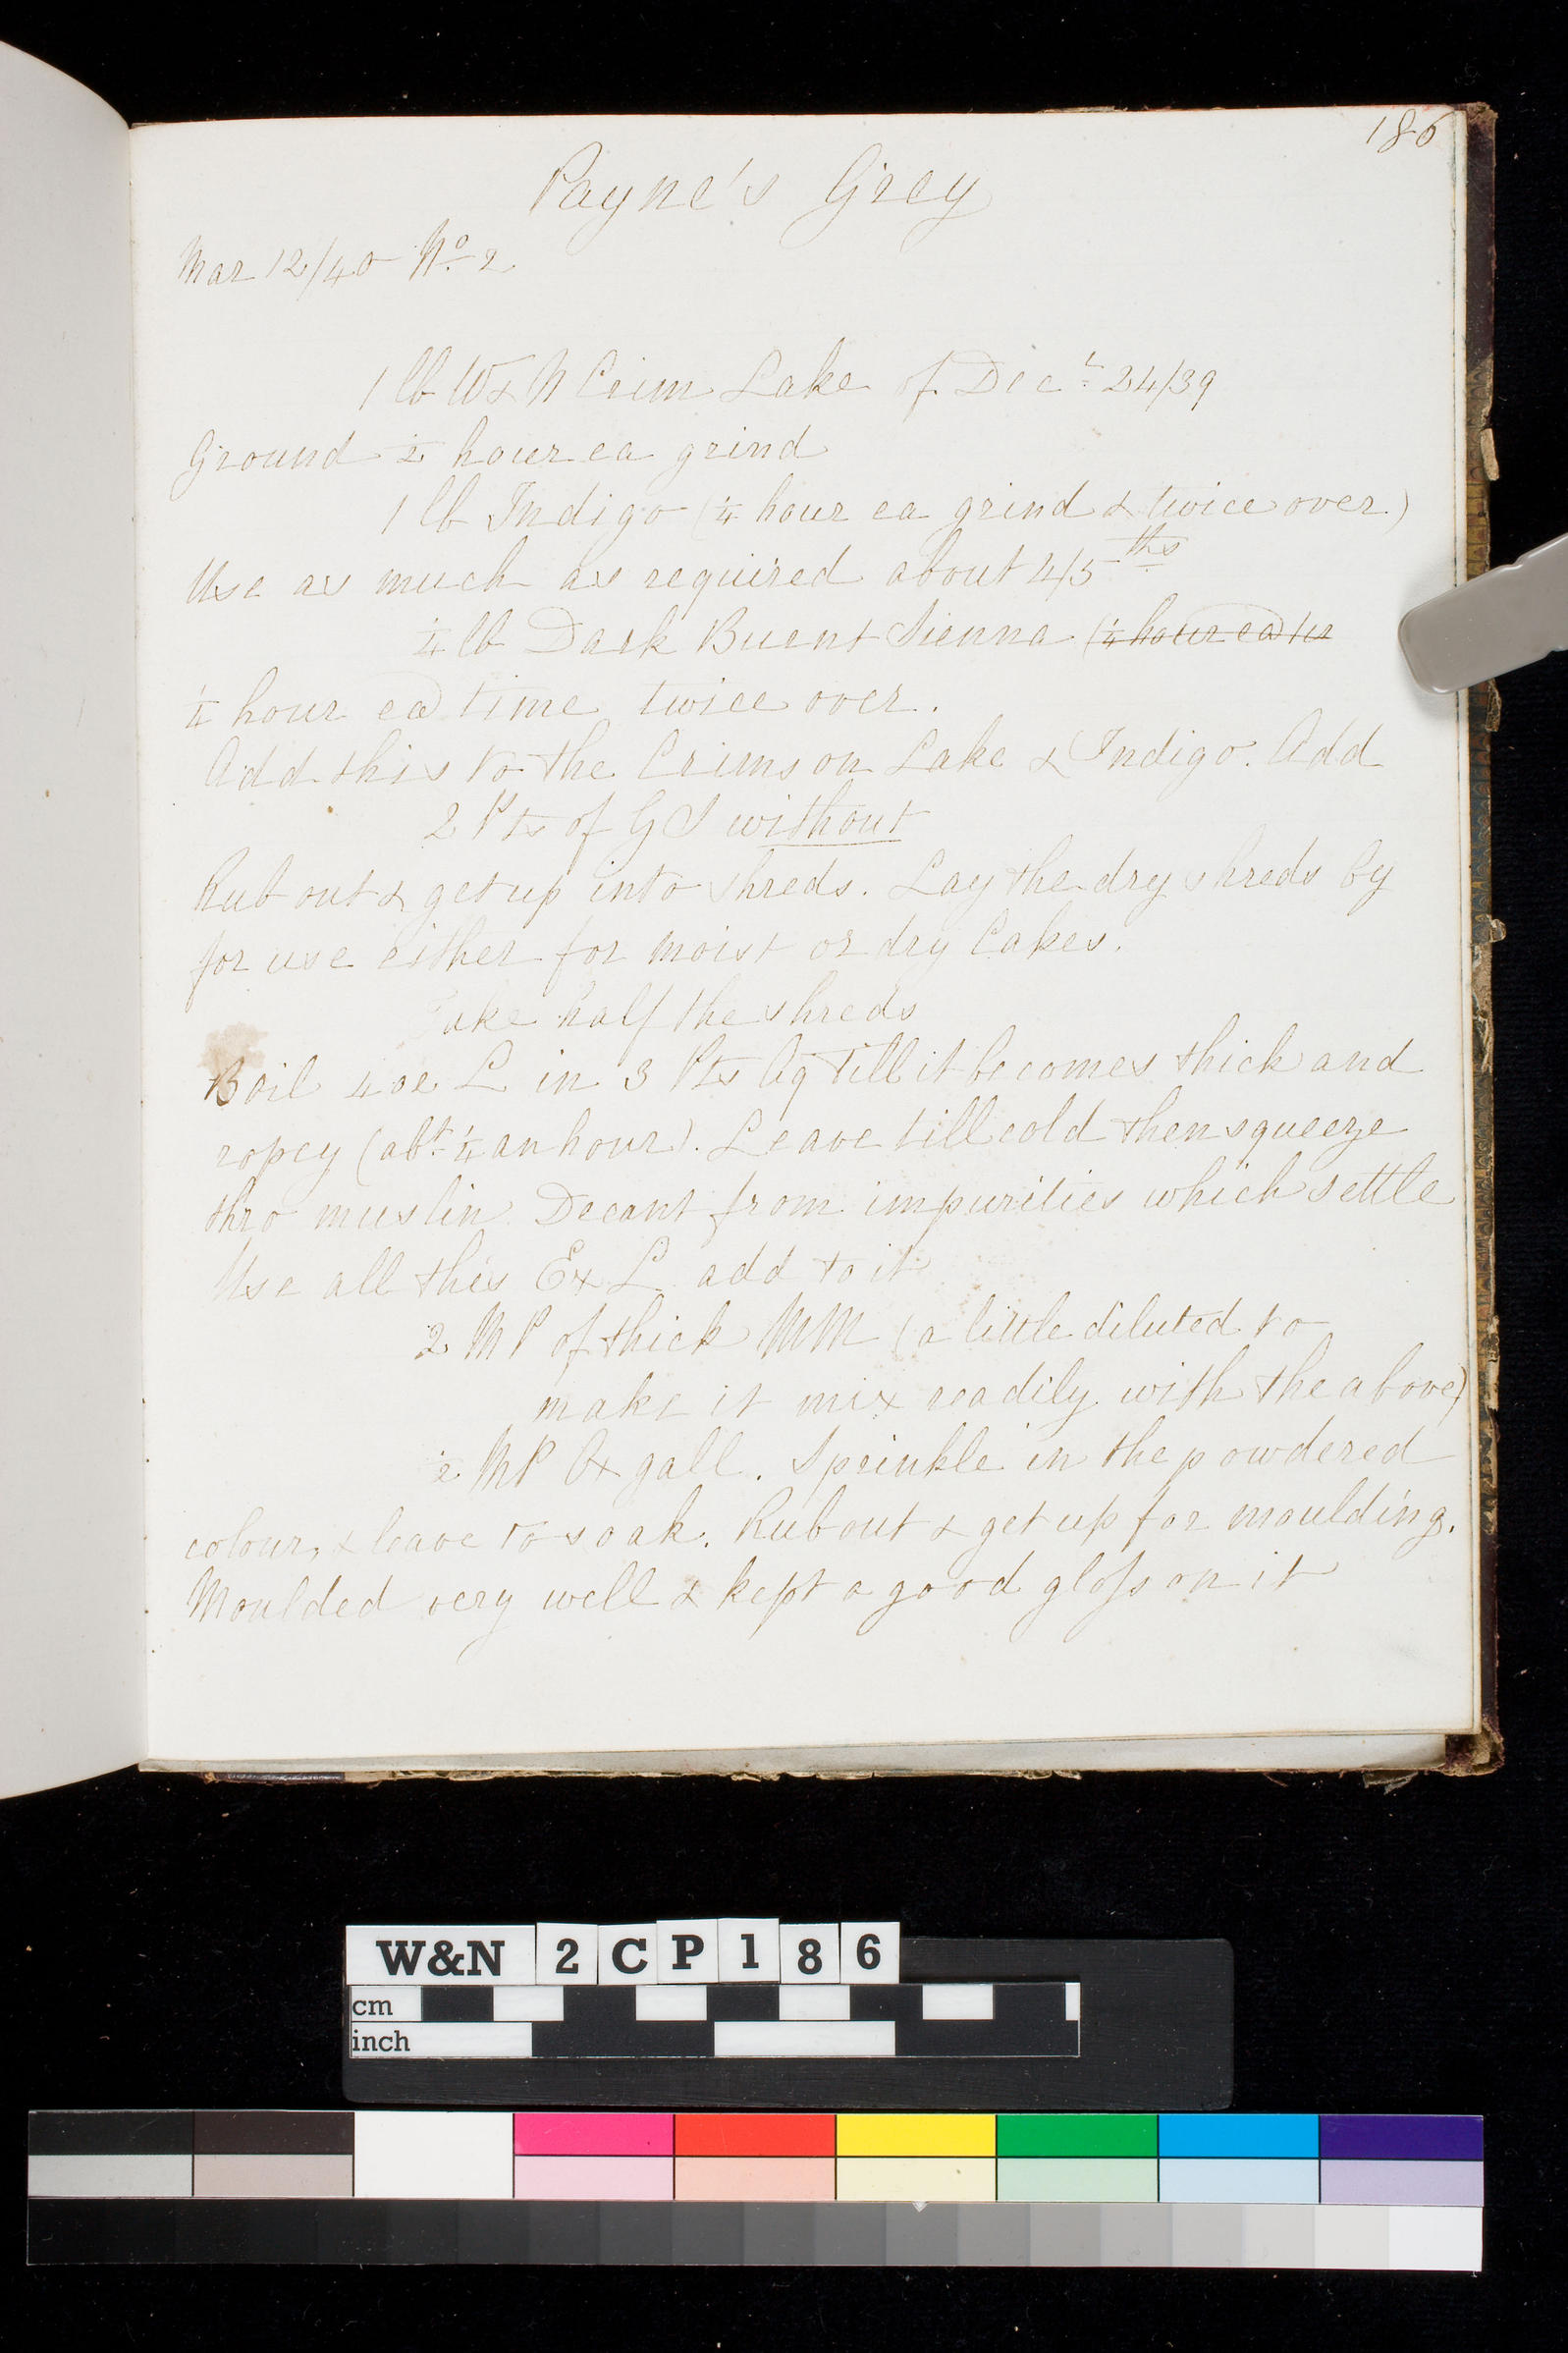 186
Payne's Grey
Mar 12/40 No 2
1 lb W & N Crim Lake of Decr 24/39
Ground 1/2 hour ea grind
1 lb Indigo (1/4 hour ea grind & twice over)
Use as much as required about 4/5ths
1/4 lb Dark Burnt Sienna (1/4 hour ea ti
1/4 hour ea time twice over.
Add this to the Crimson Lake & Indigo. Add
2 Pts of G S without
Rub out & get up into shreds. Lay the dry shreds by
for use either for moist or dry Cakes.
Take half the shreds
Boil 4 oz L in 3 Pts Aq till it becomes thick and
ropey (abt 1/4 an hour). Leave till cold then squeeze
thro muslin. Decant from impurities which settle
Use all this Ex L add to it
2 MP of thick MM (a little diluted to
make it mix readily with the above)
1/2 MP Ox gall. Sprinkle in the powdered
colour, & leave to soak. Rub out & get up for moulding.
Moulded very well & kept a good gloss on it
W&N 2CP186
cm
inch